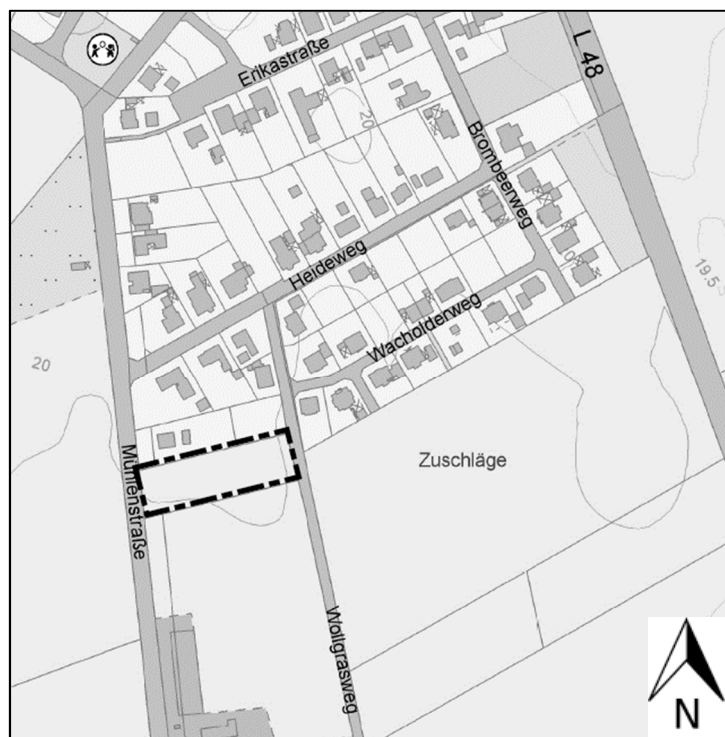 Erikastraße
L 48
20
Brombeerweg
Heideweg
19.5
Wacholderweg
20
Mühlenstraße
Zuschläge
Wollgrasweg
N